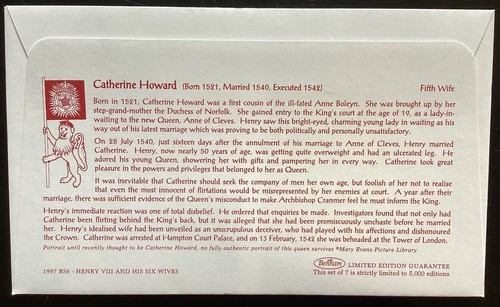 Catherine Howard (Born 1521, Married 1540, Executed 1542) Fifth Wife
Born in 1521, Catherine Howard was a first cousin of the ill-fated Anne Boleyn. She was brought up by her
step-grand-mother the Duchess of Norfolk. She gained entry to the King's court at the age of 19, as a lady-in-
waiting to the new Queen, Anne of Cleves. Henry saw this bright-eyed, charming young lady in waiting as his
way out of his latest marriage which was proving to be both politically and personally unsatisfactory.
On 28 July 1540, just sixteen days after the annulment of his marriage to Anne of Cleves, Henry married
Catherine. Henry, now nearly 50 years of age, was getting quite overweight and had an ulcerated leg. He
adored his young Queen, showering her with gifts and pampering her in every way. Catherine took great
pleasure in the powers and privileges that belonged to her as Queen.
It was inevitable that Catherine should seek the company of men her own age, but foolish of her not to realise
that even the most innocent of flirtations would be misrepresented by her enemies at court. A year after their
marriage, there was sufficient evidence of the Queen's misconduct to make Archbishop Cranmer feel he must inform the King.
Henry's immediate reaction was one of total disbelief. He ordered that enquiries be made. Investigators found that not only had
Catherine been flirting behind the King's back, but it was alleged that she had been promiscuously unchaste before he married
her. Henry's idealised wife had been unveiled as an unscrupulous deceiver, who had played with his affections and dishonoured
the Crown. Catherine was arrested at Hampton Court Palace, and on 13 February, 1542 she was beheaded at the Tower of London.
Portrait until recently thought to be Catherine Howard, no fully authentic portrait of this queen survives *Mary Evans Picture Library
1997 BS6 - HENRY VIII AND HIS SIX WIVES
Benham LIMITED EDITION GUARANTEE
This set of 7 is strictly limited to 5,000 editions